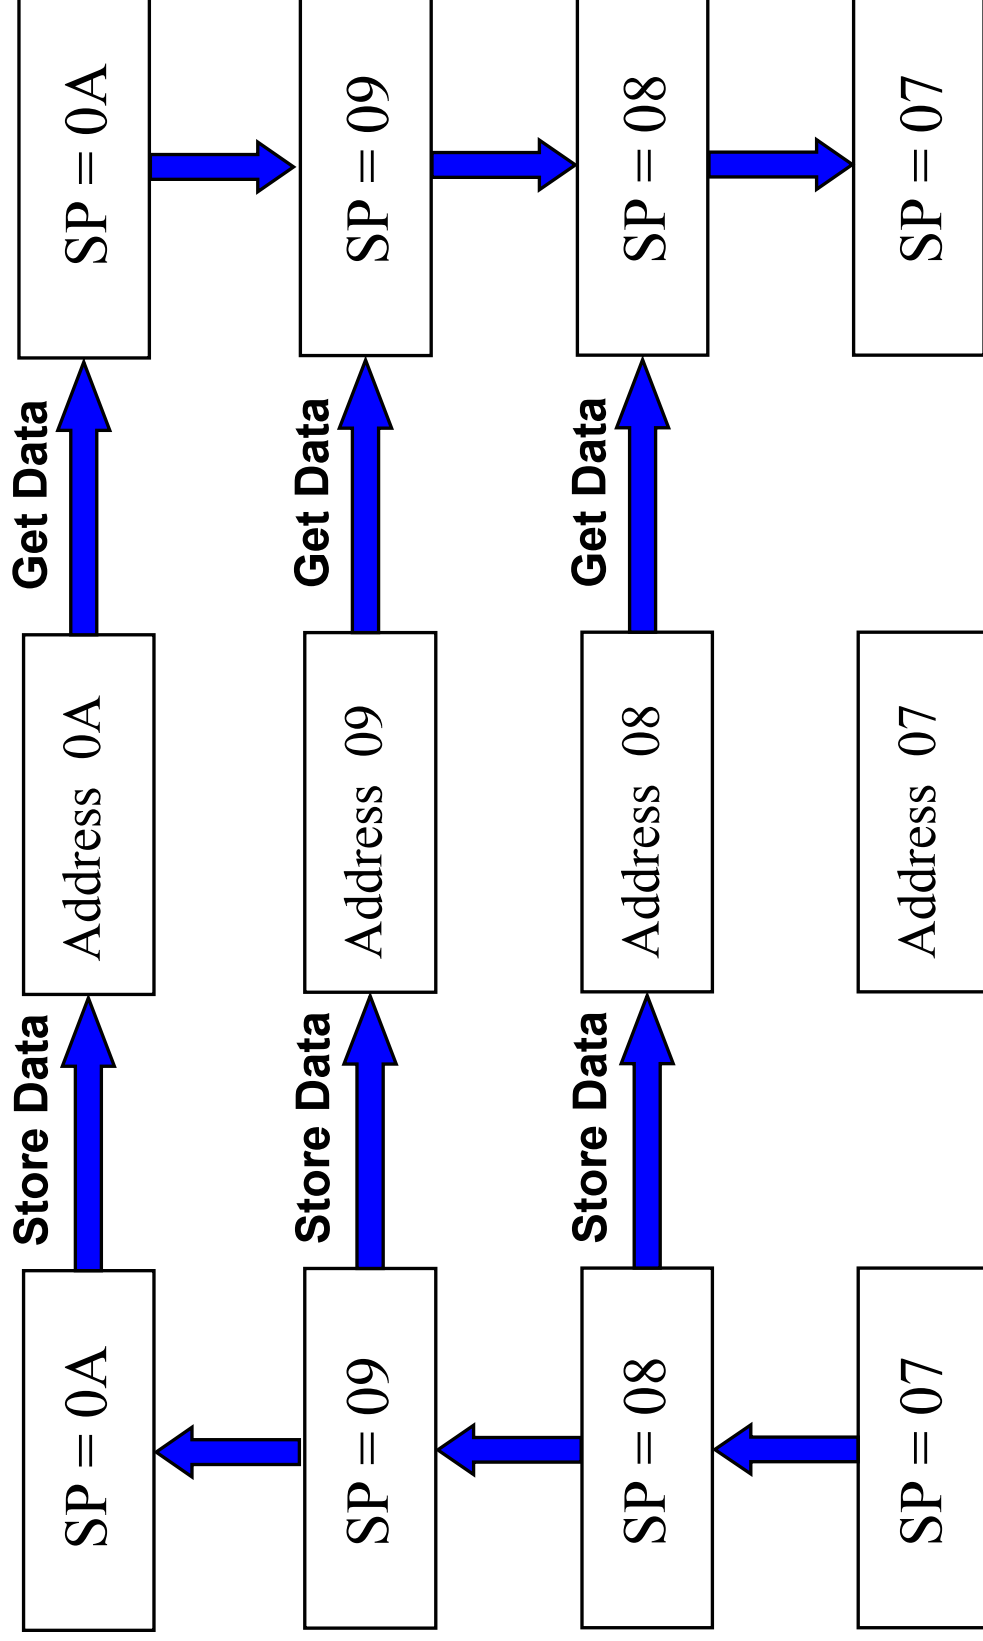 Store Data Get Data
SP = 0A Address 0A SP = 0A
Store Data Get Data
SP = 09 Address 09 SP = 09
Store Data Get Data
SP = 08 Address 08 SP = 08
SP = 07 Address 07 SP = 07